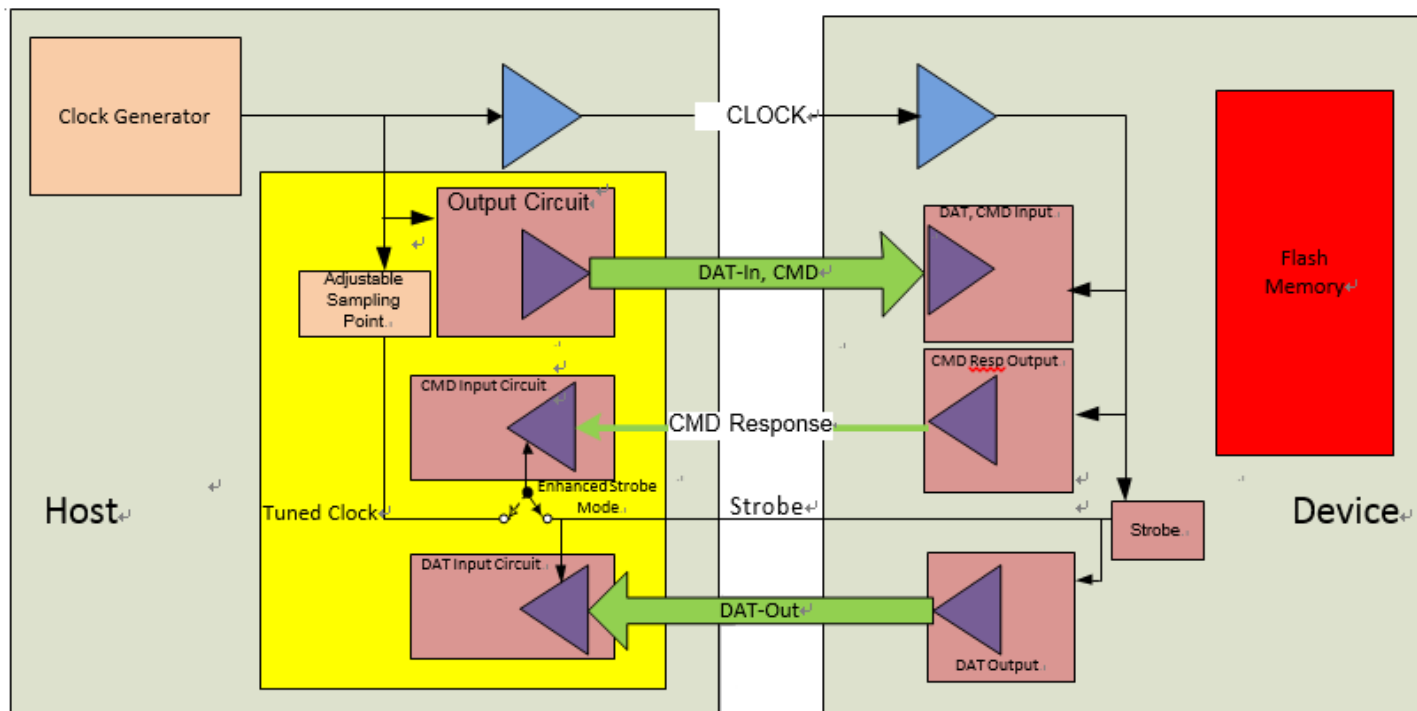 Clock Generator
CLOCK
Output Circuit
DAT, CMD Input
Adjustable
Sampling
Point
DAT-In, CMD
Flash
Memory
CMD Input Circuit
CMD Resp Output
CMD Response
Enhanced Strobe
Mode
Host
Tuned Clock
Strobe
Strobe
Device
DAT Input Circuit
DAT-Out
DAT Output